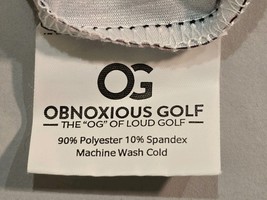 OG
OBNOXIOUS GOLF
THE "OG" OF LOUD GOLF
90% Polyester 10% Spandex
Machine Wash Cold